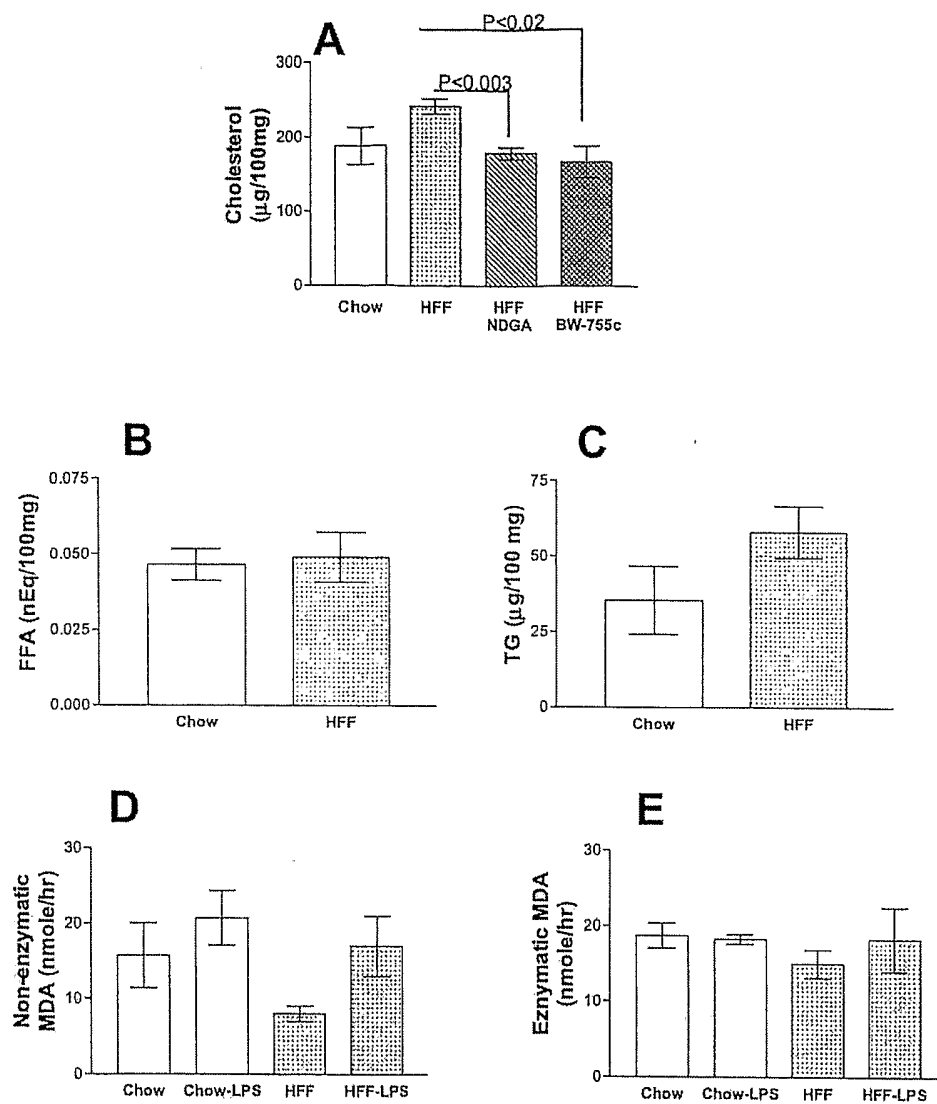 A
P<0.02
P<0.003
Cholesterol
(µg/100mg)
300
200
100
0
Chow
HFF
HFF
NDGA
HFF
BW-755c
B
FFA (nEq/100mg)
0.075
0.050
0.025
0.000
Chow
HFF
C
TG (µg/100 mg)
75
50
25
0
Chow
HFF
D
Non-enzymatic
MDA (nmole/hr)
30
20
10
0
Chow
Chow-LPS
HFF
HFF-LPS
E
Eznymatic MDA
(nmole/hr)
30
20
10
0
Chow
Chow-LPS
HFF
HFF-LPS